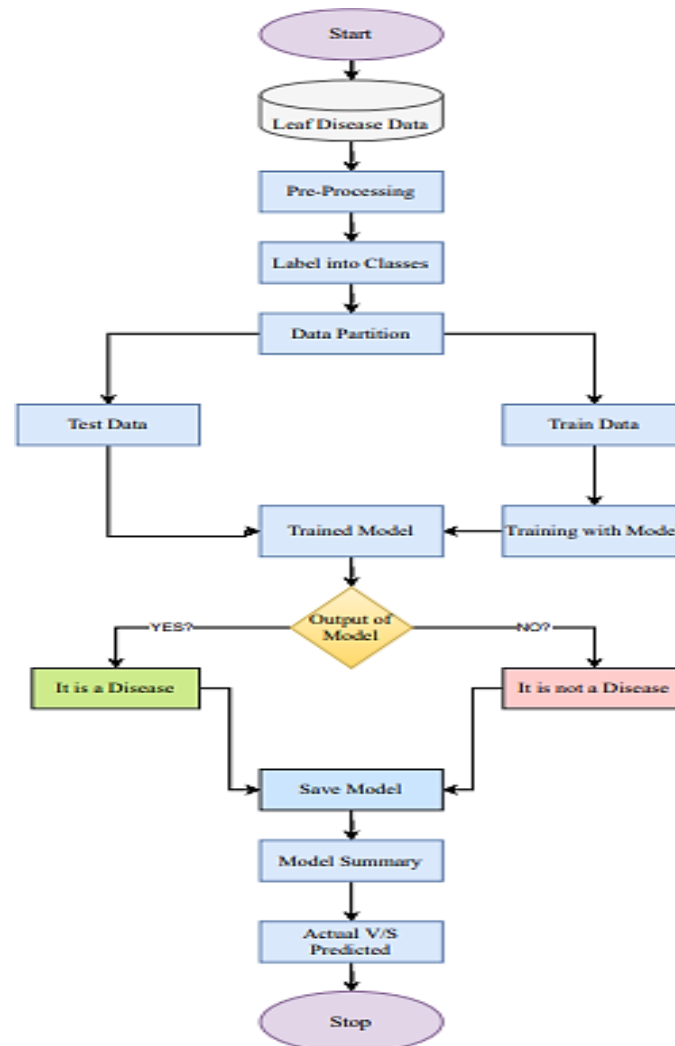 Start
Leaf Disease Data
Pre-Processing
Label into Classes
Data Partition
Test Data
Train Data
Trained Model
Training with Mode
Output of
Model
YES?
NO?
It is a Disease
It is not a Disease
Save Model
Model Summary
Actual V/S
Predicted
Stop